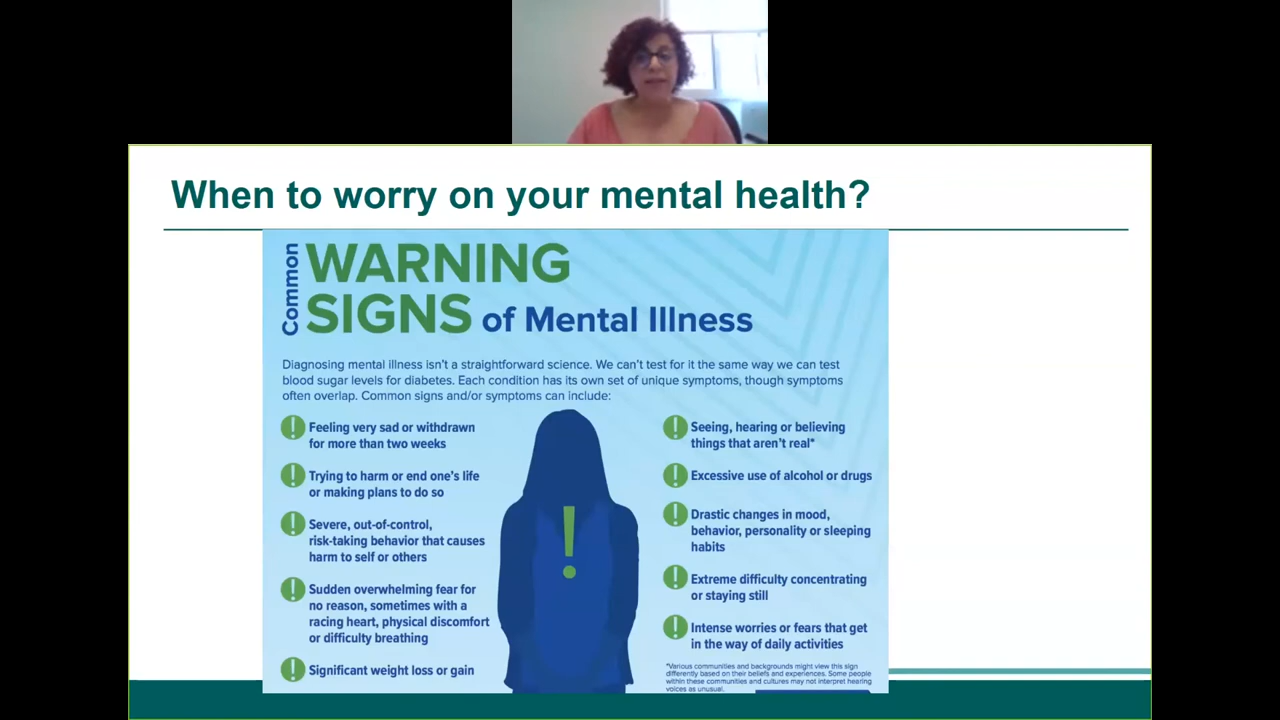 When to worry on your mental health?
Common
WARNING
SIGNS of Mental Illness
Diagnosing mental illness isn't a straightforward science. We can't test for it the same way we can test
blood sugar levels for diabetes. Each condition has its own set of unique symptoms, though symptoms
often overlap. Common signs and/or symptoms can include:
Feeling very sad or withdrawn
for more than two weeks
Trying to harm or end one's life
or making plans to do so
Severe, out-of-control,
risk-taking behavior that causes
harm to self or others
Sudden overwhelming fear for
no reason, sometimes with a
racing heart, physical discomfort
or difficulty breathing
Significant weight loss or gain
Seeing, hearing or believing
things that aren't real*
Excessive use of alcohol or drugs
Drastic changes in mood,
behavior, personality or sleeping
habits
Extreme difficulty concentrating
or staying still
Intense worries or fears that get
in the way of daily activities
*Various communities and backgrounds might view this sign
differently based on their beliefs and experiences. Some people
within these communities and cultures may not interpret hearing
voices as unusual.